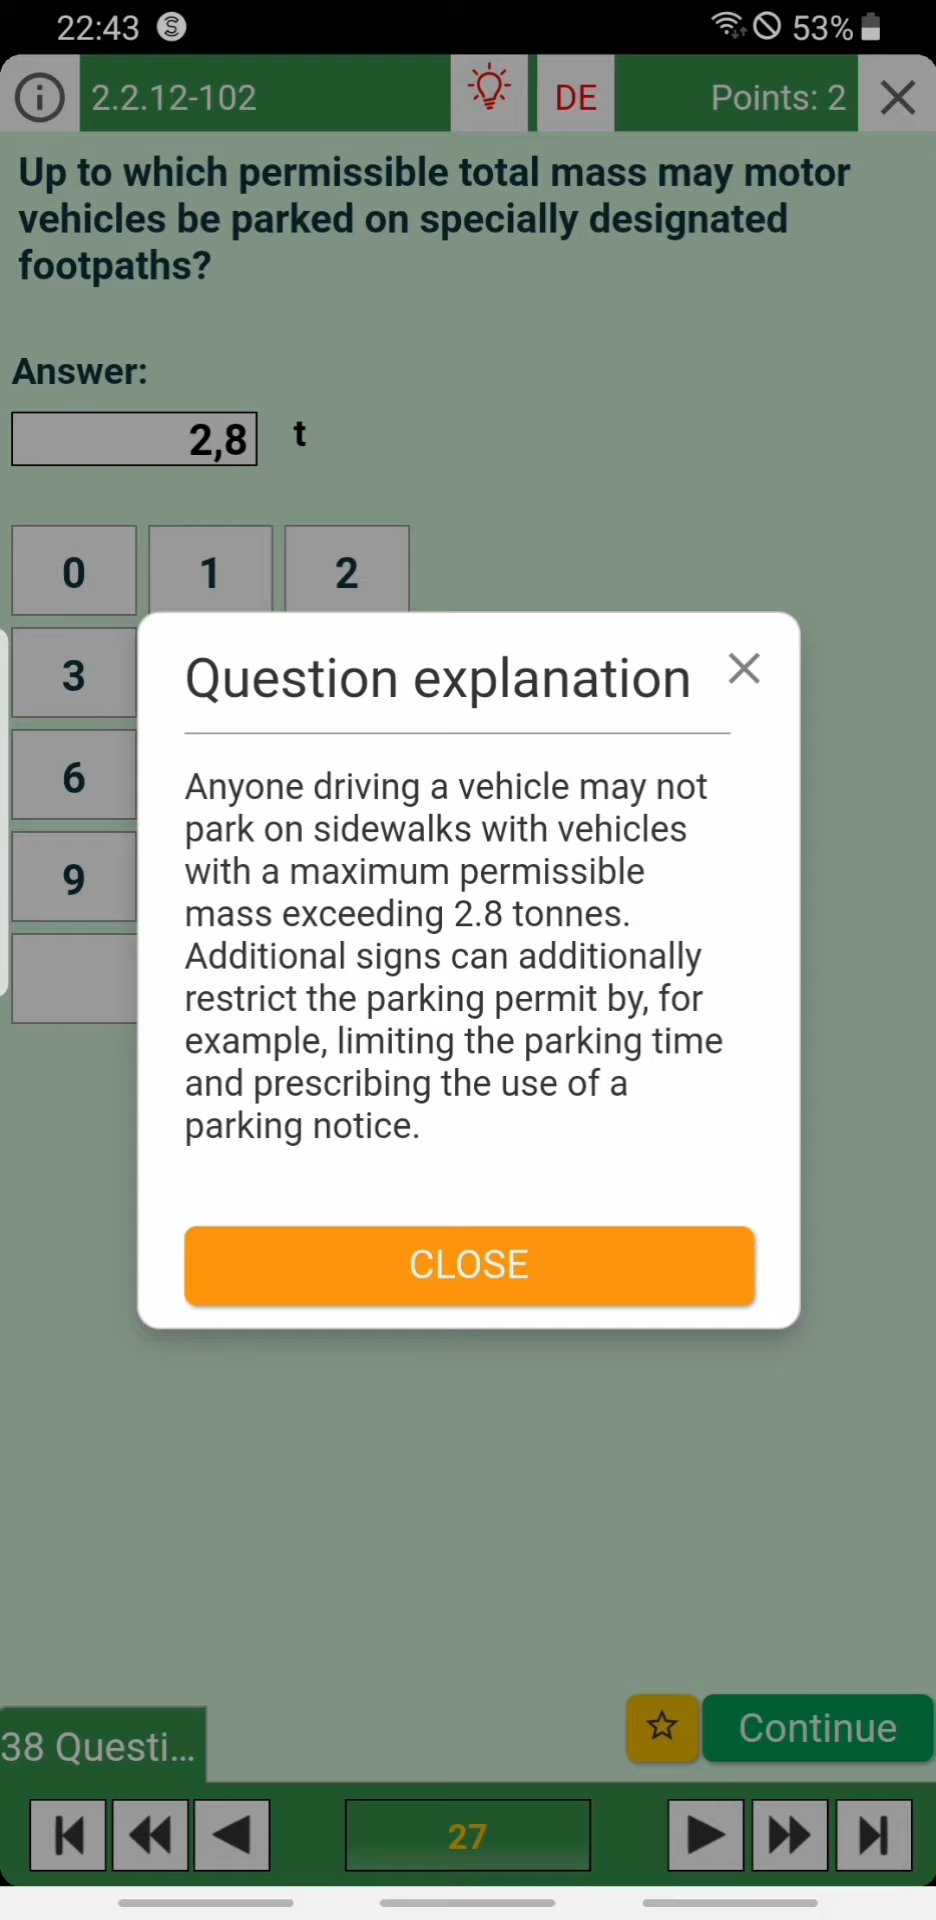 22:43
53%
2.2.12-102
DE
Points: 2
Up to which permissible total mass may motor
vehicles be parked on specially designated
footpaths?
Answer:
2,8 t
0 1 2
3
6
9
Question explanation
Anyone driving a vehicle may not
park on sidewalks with vehicles
with a maximum permissible
mass exceeding 2.8 tonnes.
Additional signs can additionally
restrict the parking permit by, for
example, limiting the parking time
and prescribing the use of a
parking notice.
CLOSE
Continue
38 Questi...
27